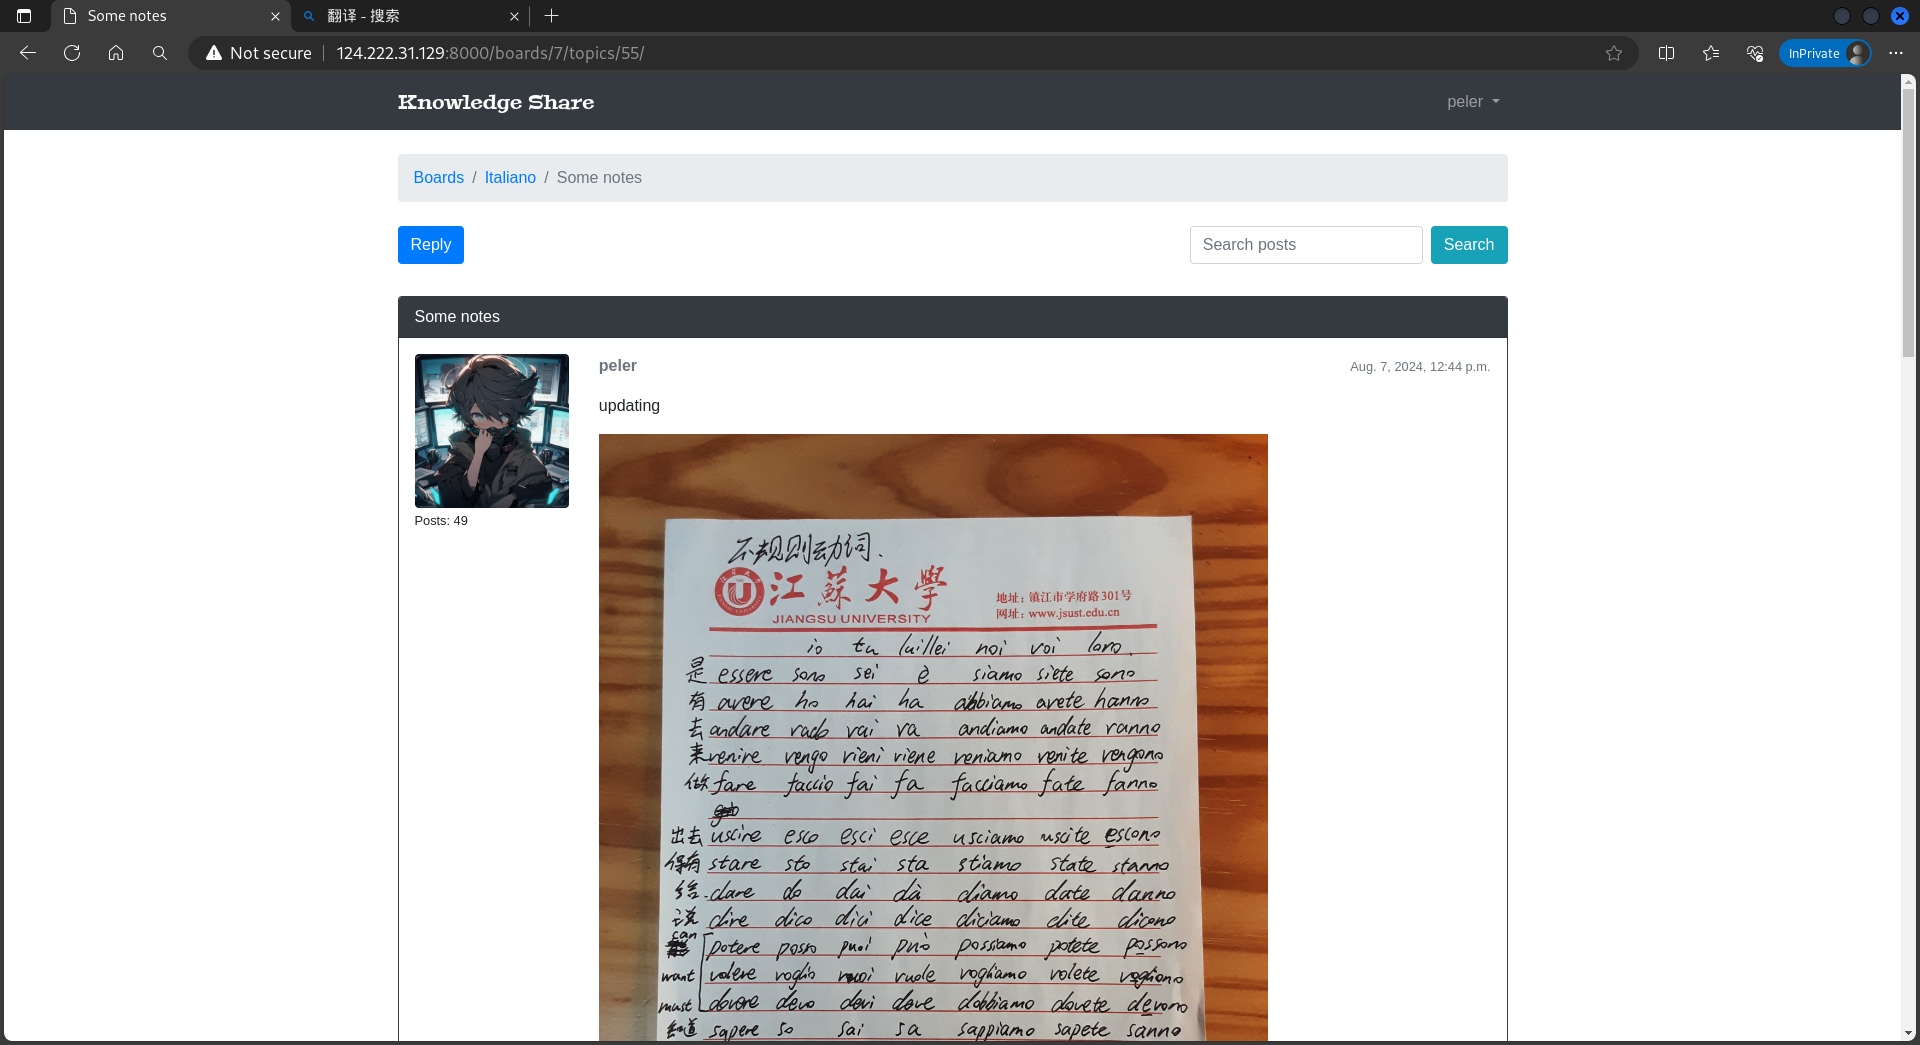 Some notes
翻译 - 搜索
Not secure
124.222.31.129:8000/boards/7/topics/55/
InPrivate
Knowledge Share
peler
Boards / Italiano / Some notes
Reply
Search posts
Search
Some notes
peler
Aug. 7, 2024, 12:44 p.m.
updating
Posts: 49
不规则动词.
江蘇大學
JIANGSU UNIVERSITY
地址: 镇江市学府路301号
网址: www.jsust.edu.cn
io tu lui/lei noi voi loro.
是 essere sono sei è siamo siete sono
有 avere ho hai ha abbiamo avete hanno
去 andare vado vai va andiamo andate vanno
来 venire vengo vieni viene veniamo venite vengono
做 fare faccio fai fa facciamo fate fanno
出去 uscire esco esci esce usciamo uscite escono
stare sto stai sta stiamo state stanno
给 dare do dai dà diamo date danno
说 dire dico dici dice diciamo dite dicono
can potere posso puoi può possiamo potete possono
want volere voglio vuoi vuole vogliamo volete vogliono
must dovere devo devi deve dobbiamo dovete devono
知道 sapere so sai sa sappiamo sapete sanno